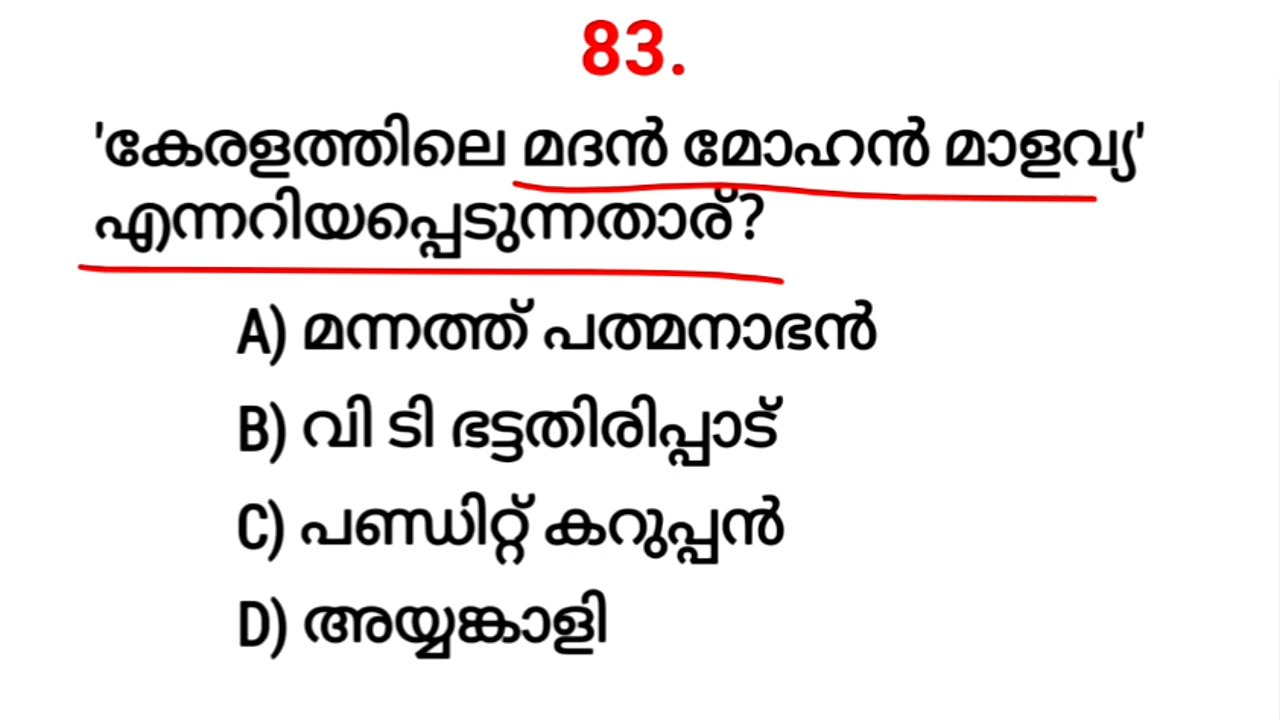 83.
'കേരളത്തിലെ മദൻ മോഹൻ മാളവ്യ'
എന്നറിയപ്പെടുന്നതാര്?
A) മന്നത്ത് പത്മനാഭൻ
B) വി ടി ഭട്ടതിരിപ്പാട്
C) പണ്ഡിറ്റ് കറുപ്പൻ
D) അയ്യങ്കാളി